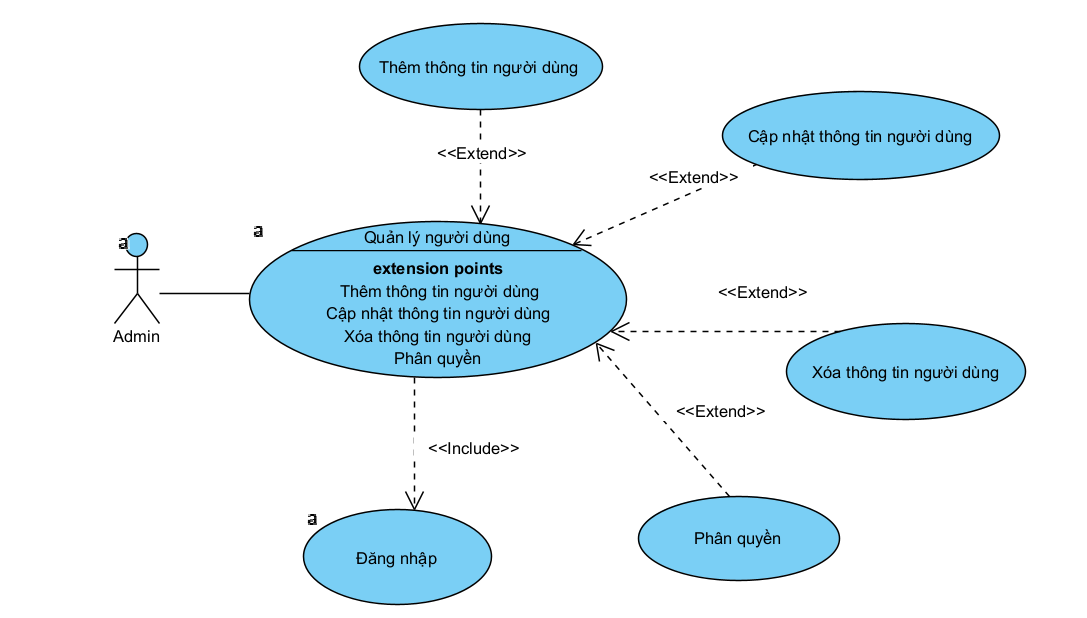 Thêm thông tin người dùng
<<Extend>>
Cập nhật thông tin người dùng
<<Extend>>
a
a
Quản lý người dùng
extension points
Thêm thông tin người dùng
Cập nhật thông tin người dùng
Xóa thông tin người dùng
Phân quyền
Admin
<<Extend>>
Xóa thông tin người dùng
<<Extend>>
<<Include>>
a
Đăng nhập
Phân quyền